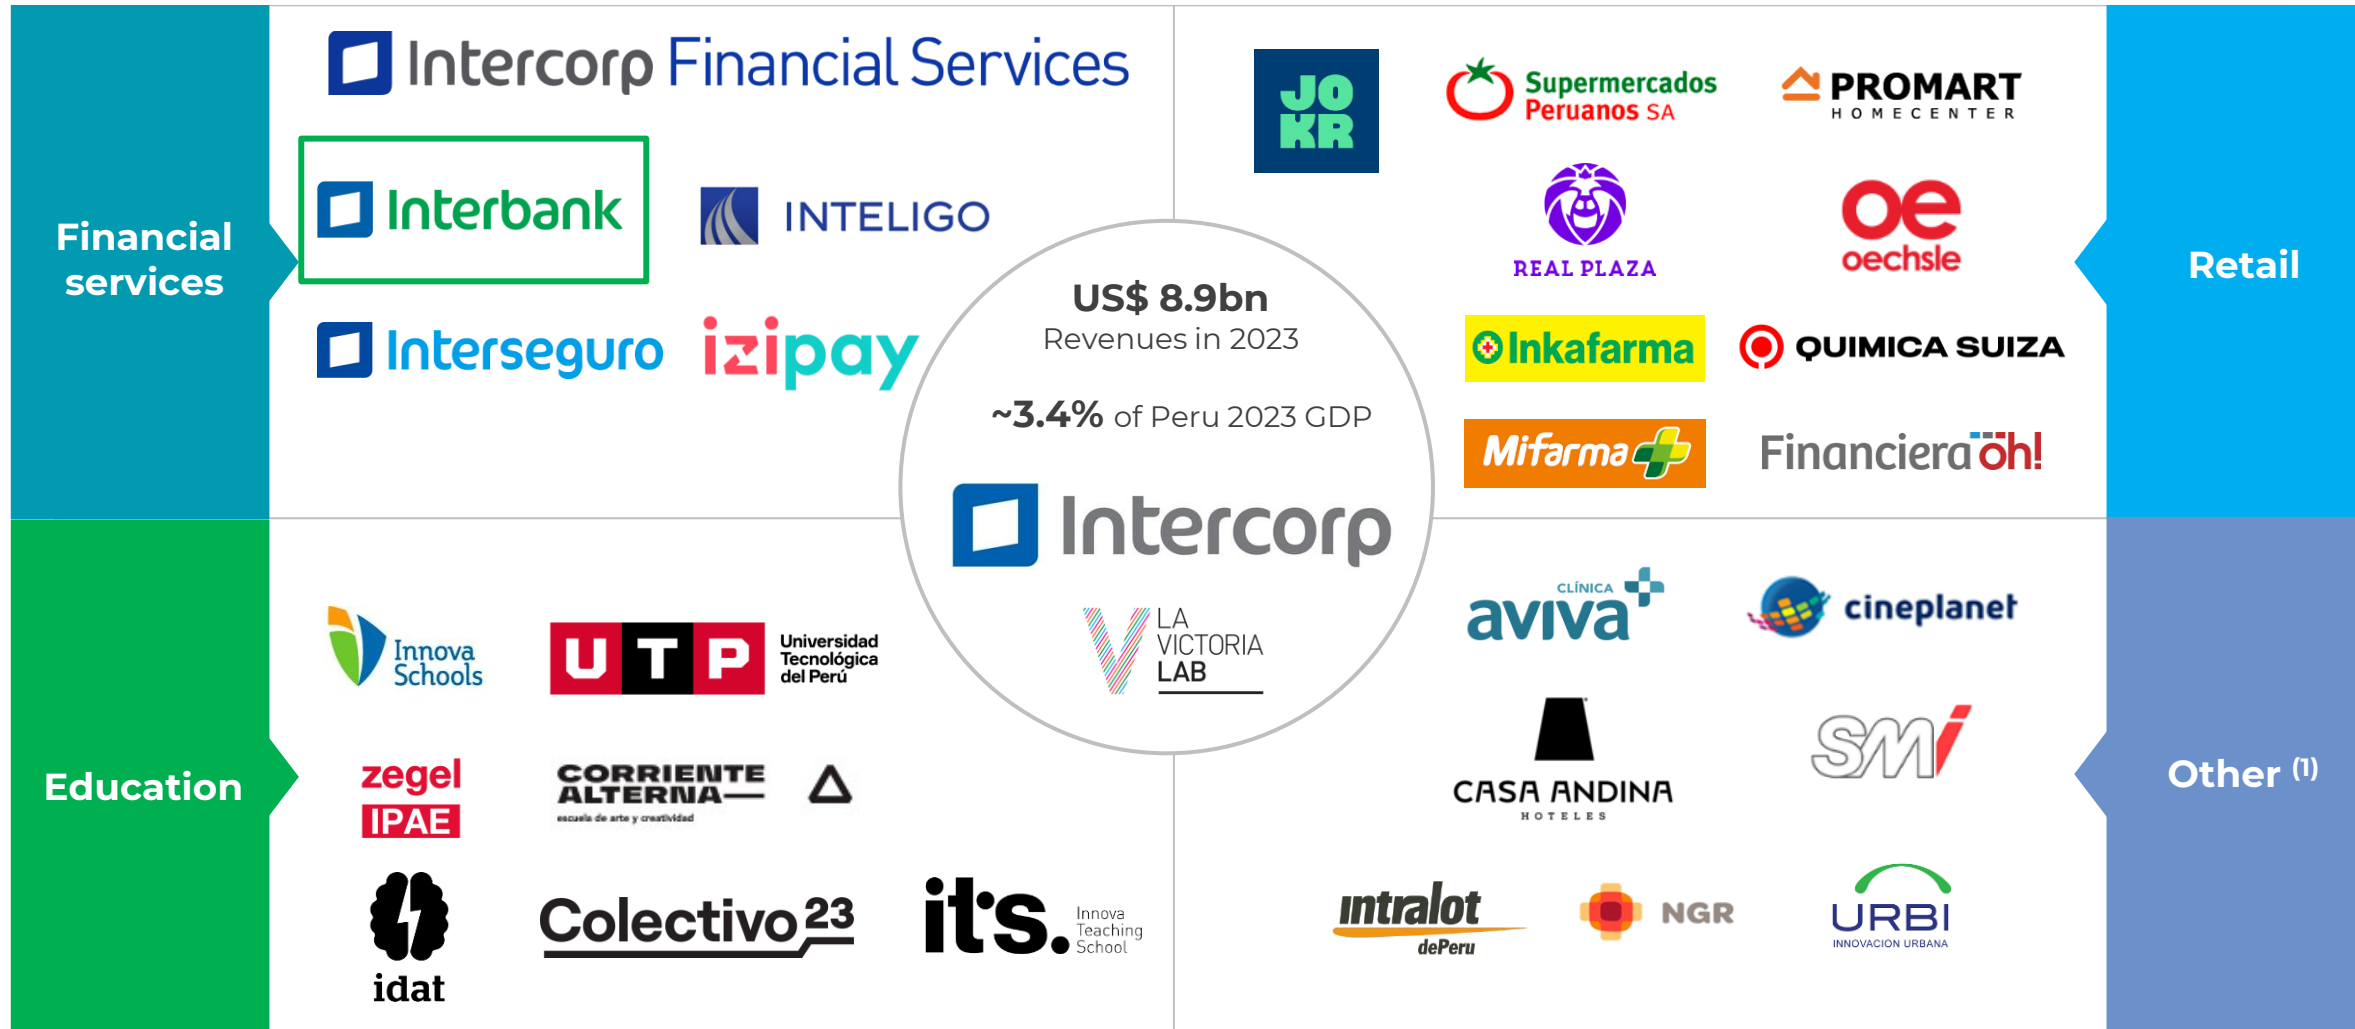 Financial
services
Intercorp Financial Services
Interbank
INTELIGO
Interseguro
izipay
JO
KR
Supermercados
Peruanos SA
PROMART
HOMECENTER
REAL PLAZA
oe
oechsle
Inkafarma
QUIMICA SUIZA
Mifarma
Financiera õh!
Retail
US$ 8.9bn
Revenues in 2023
~3.4% of Peru 2023 GDP
Intercorp
LA
VICTORIA
LAB
Education
Innova
Schools
UTP
Universidad
Tecnológica
del Perú
zegel
IPAE
CORRIENTE
ALTERNA
escuela de arte y creatividad
idat
Colectivo 23
it's.
Innova
Teaching
School
CLÍNICA
aviva
cineplanet
CASA ANDINA
HOTELES
SMi
intralot
dePeru
NGR
URBI
INNOVACION URBANA
Other (1)